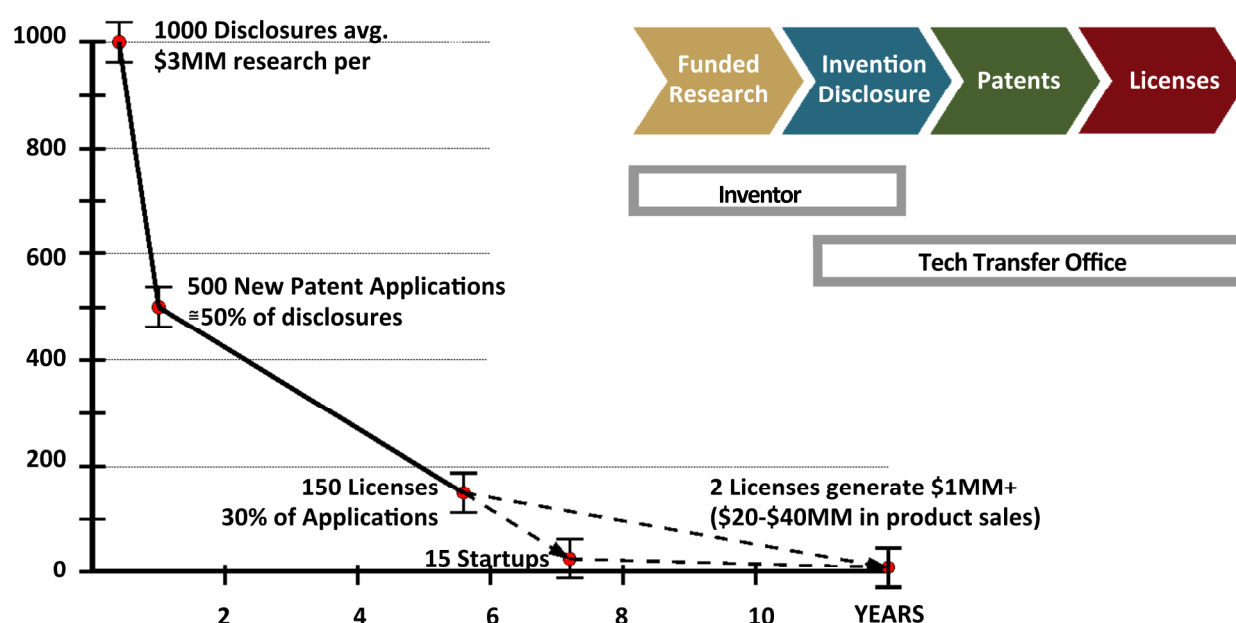 1000
800
600
400
200
0
1000 Disclosures avg.
$3MM research per
500 New Patent Applications
≅50% of disclosures
150 Licenses
30% of Applications
15 Startups
2 Licenses generate $1MM+
($20-$40MM in product sales)
2
4
6
8
10
YEARS
Funded
Research
Invention
Disclosure
Patents
Licenses
Inventor
Tech Transfer Office